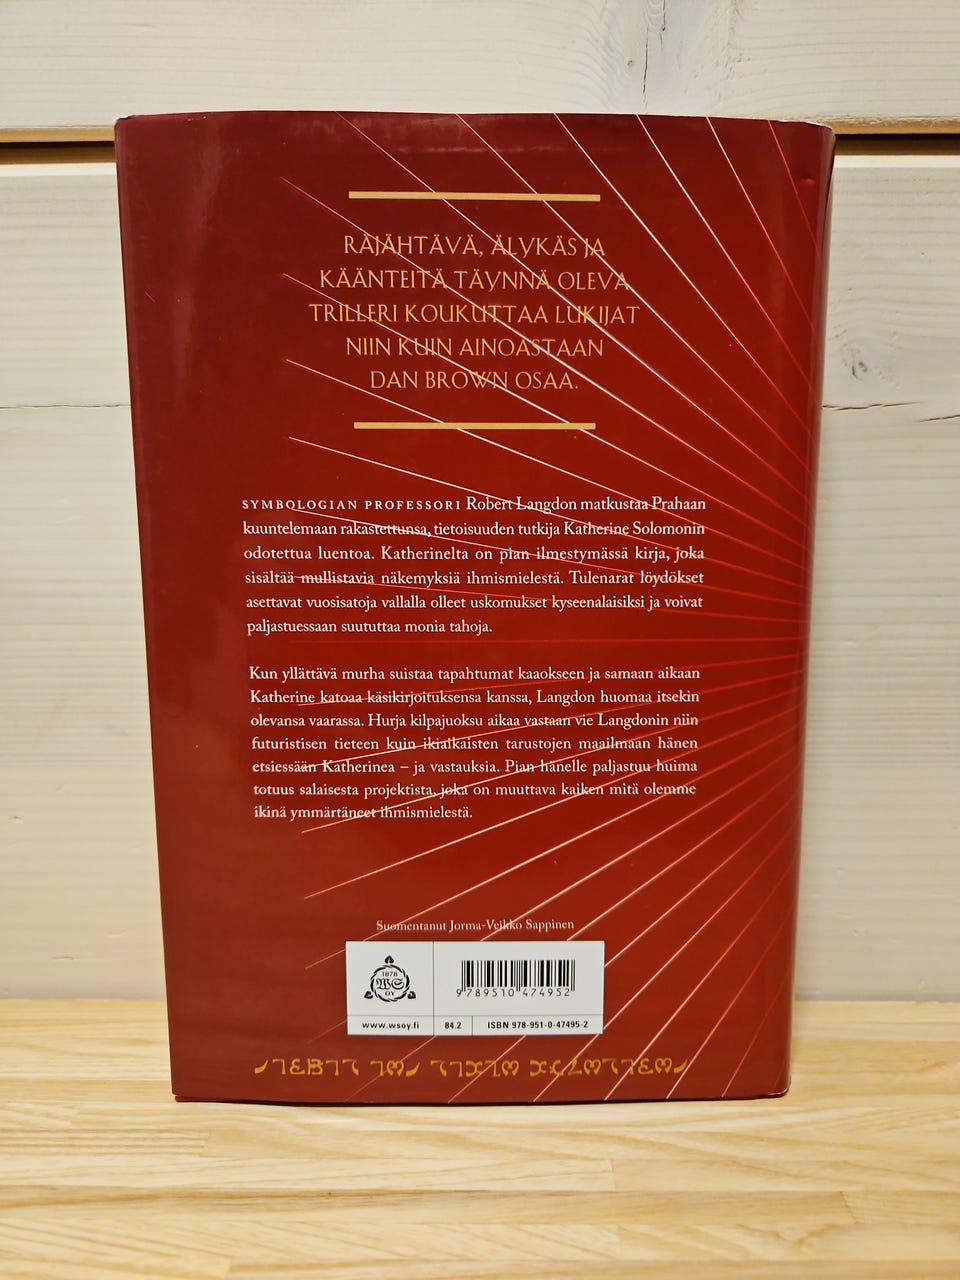 RÄJÄHTÄVÄ, ÄLYKÄS JA
KÄÄNTEITÄ TÄYNNÄ OLEVA
TRILLERI KOUKUTTAA LUKIJAT
NIIN KUIN AINOASTAAN
DAN BROWN OSAA.
SYMBOLOGIAN PROFESSORI Robert Langdon matkustaa Prahaan
kuuntelemaan rakastettunsa, tietoisuuden tutkija Katherine Solomonin
odotettua luentoa. Katherinelta on pian ilmestymässä kirja, joka
sisältää mullistavia näkemyksiä ihmismielestä. Tulenarat löydökset
asettavat vuosisatoja vallalla olleet uskomukset kyseenalaisiksi ja voivat
paljastuessaan suututtaa monia tahoja.
Kun yllättävä murha suistaa tapahtumat kaaokseen ja samaan aikaan
Katherine katoaa käsikirjoituksensa kanssa, Langdon huomaa itsekin
olevansa vaarassa. Hurja kilpajuoksu aikaa vastaan vie Langdonin niin
futuristisen tieteen kuin ikiaikaisten tarustojen maailmaan hänen
etsiessään Katherinea – ja vastauksia. Pian hänelle paljastuu huima
totuus salaisesta projektista, joka on muuttava kaiken mitä olemme
ikinä ymmärtäneet ihmismielestä.
Suomentanut Jorma-Veikko Sappinen
1878
WS
OY
9 789510 474952
www.wsoy.fi
84.2
ISBN 978-951-0-47495-2